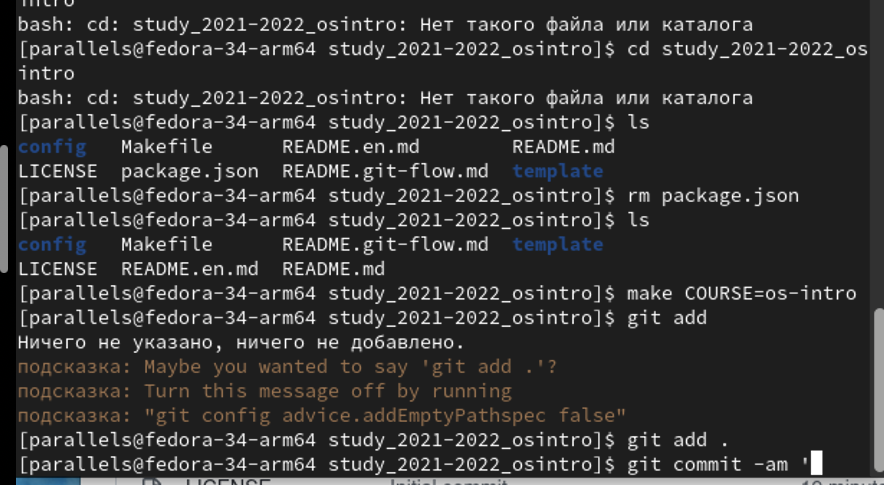 intro
bash: cd: study_2021-2022_osintro: Нет такого файла или каталога
[parallels@fedora-34-arm64 study_2021-2022_osintro]$ cd study_2021-2022_os
intro
bash: cd: study_2021-2022_osintro: Нет такого файла или каталога
[parallels@fedora-34-arm64 study_2021-2022_osintro]$ ls
config   Makefile      README.en.md        README.md
LICENSE  package.json  README.git-flow.md  template
[parallels@fedora-34-arm64 study_2021-2022_osintro]$ rm package.json
[parallels@fedora-34-arm64 study_2021-2022_osintro]$ ls
config   Makefile      README.git-flow.md  template
LICENSE  README.en.md  README.md
[parallels@fedora-34-arm64 study_2021-2022_osintro]$ make COURSE=os-intro
[parallels@fedora-34-arm64 study_2021-2022_osintro]$ git add
Ничего не указано, ничего не добавлено.
подсказка: Maybe you wanted to say 'git add .'?
подсказка: Turn this message off by running
подсказка: "git config advice.addEmptyPathspec false"
[parallels@fedora-34-arm64 study_2021-2022_osintro]$ git add .
[parallels@fedora-34-arm64 study_2021-2022_osintro]$ git commit -am '
LICENSE Initial commit